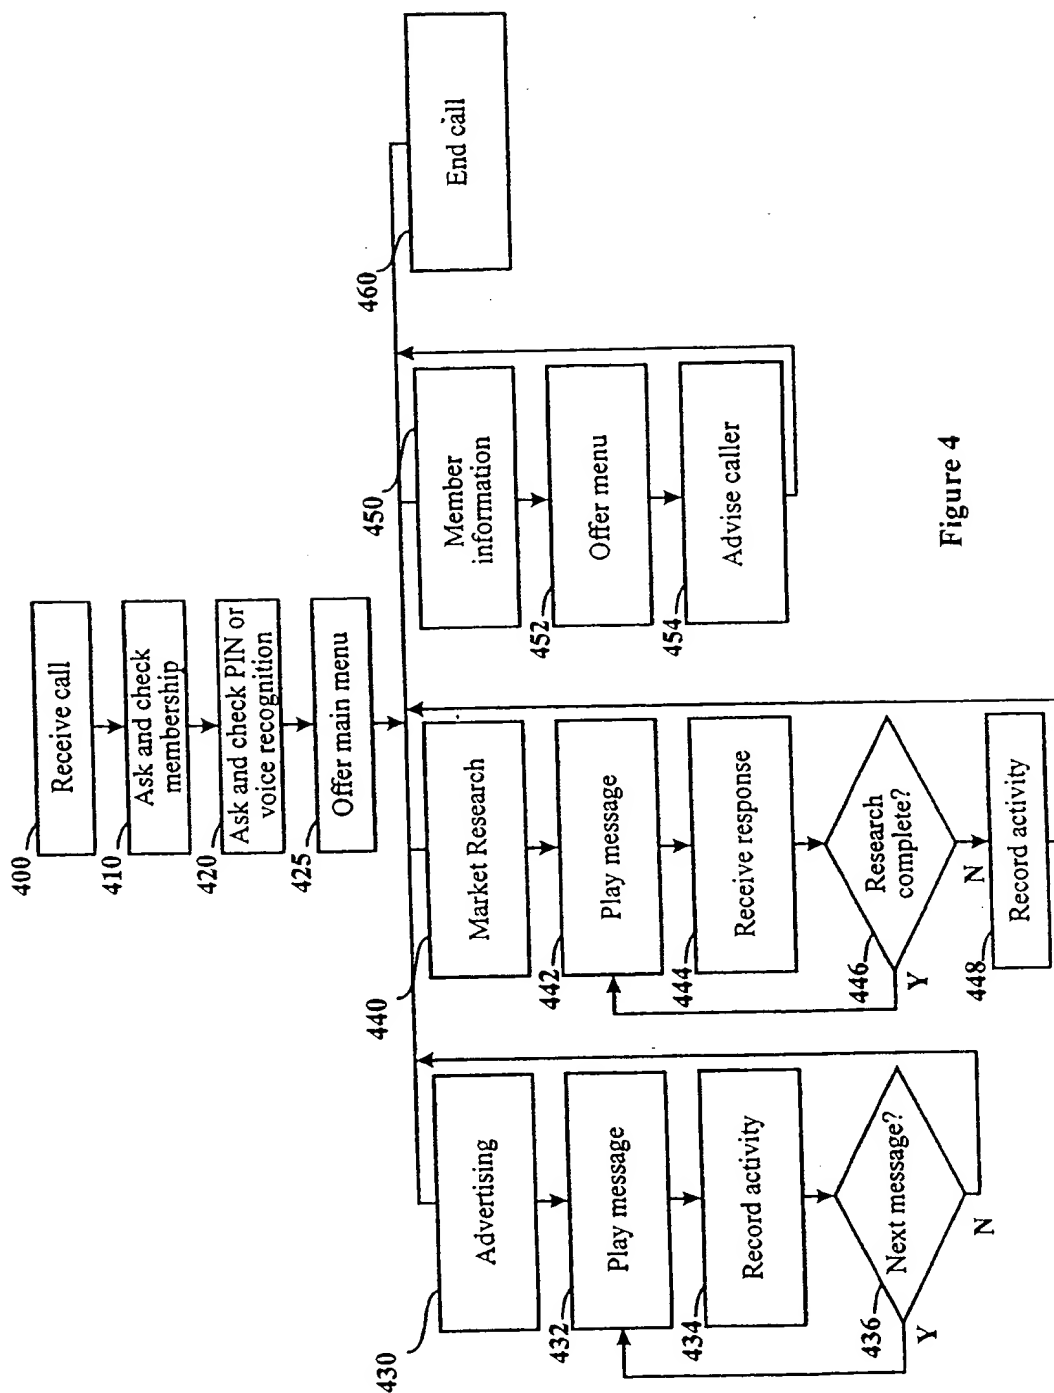 400
Receive call
410
Ask and check
membership
420
Ask and check PIN or
voice recognition
425
Offer main menu
430
Advertising
432
Play message
434
Record activity
436
Next message?
Y
N
440
Market Research
442
Play message
444
Receive response
446
Research
complete?
Y
N
448
Record activity
450
Member
information
452
Offer menu
454
Advise caller
460
End call
Figure 4